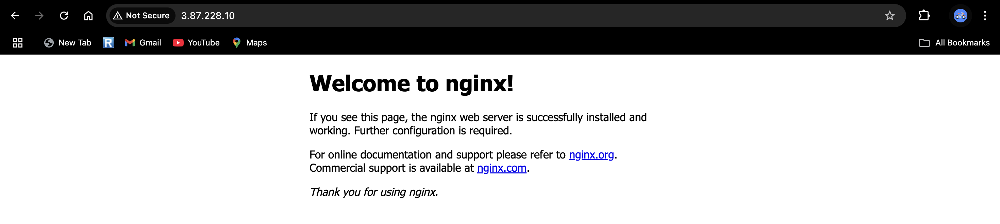 Not Secure 3.87.228.10
New Tab R Gmail YouTube Maps All Bookmarks
Welcome to nginx!
If you see this page, the nginx web server is successfully installed and
working. Further configuration is required.
For online documentation and support please refer to nginx.org.
Commercial support is available at nginx.com.
Thank you for using nginx.